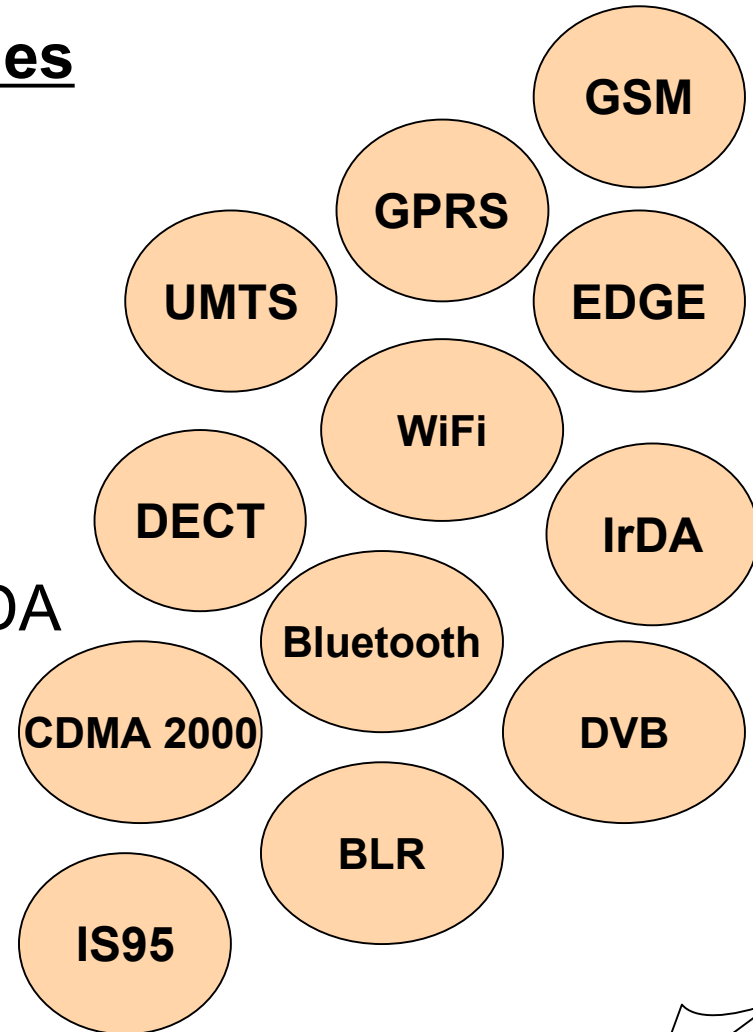 es
GSM
GPRS
UMTS
EDGE
WiFi
DECT
IrDA
DA
Bluetooth
CDMA 2000
DVB
BLR
IS95